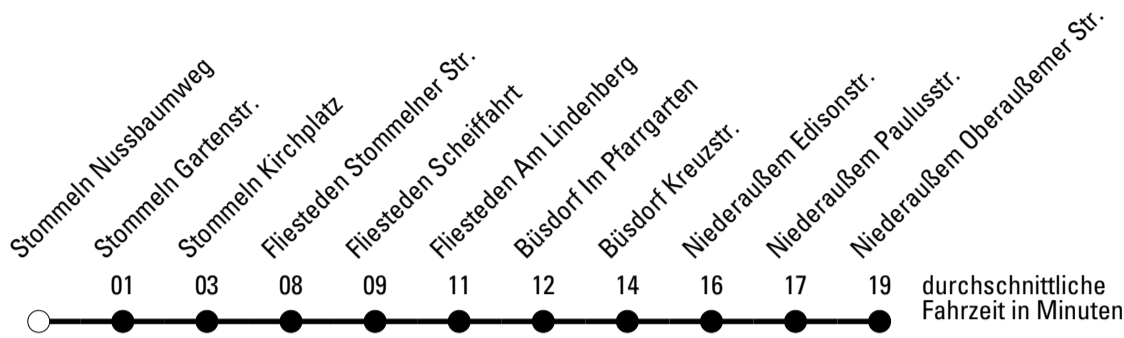 Stommeln Nussbaumweg
Stommeln Gartenstr.
Stommeln Kirchplatz
Fliesteden Stommelner Str.
Fliesteden Scheiffahrt
Fliesteden Am Lindenberg
Büsdorf Im Pfarrgarten
Büsdorf Kreuzstr.
Niederaußem Edisonstr.
Niederaußem Paulusstr.
Niederaußem Oberaußemer Str.
01 03 08 09 11 12 14 16 17 19
durchschnittliche
Fahrzeit in Minuten